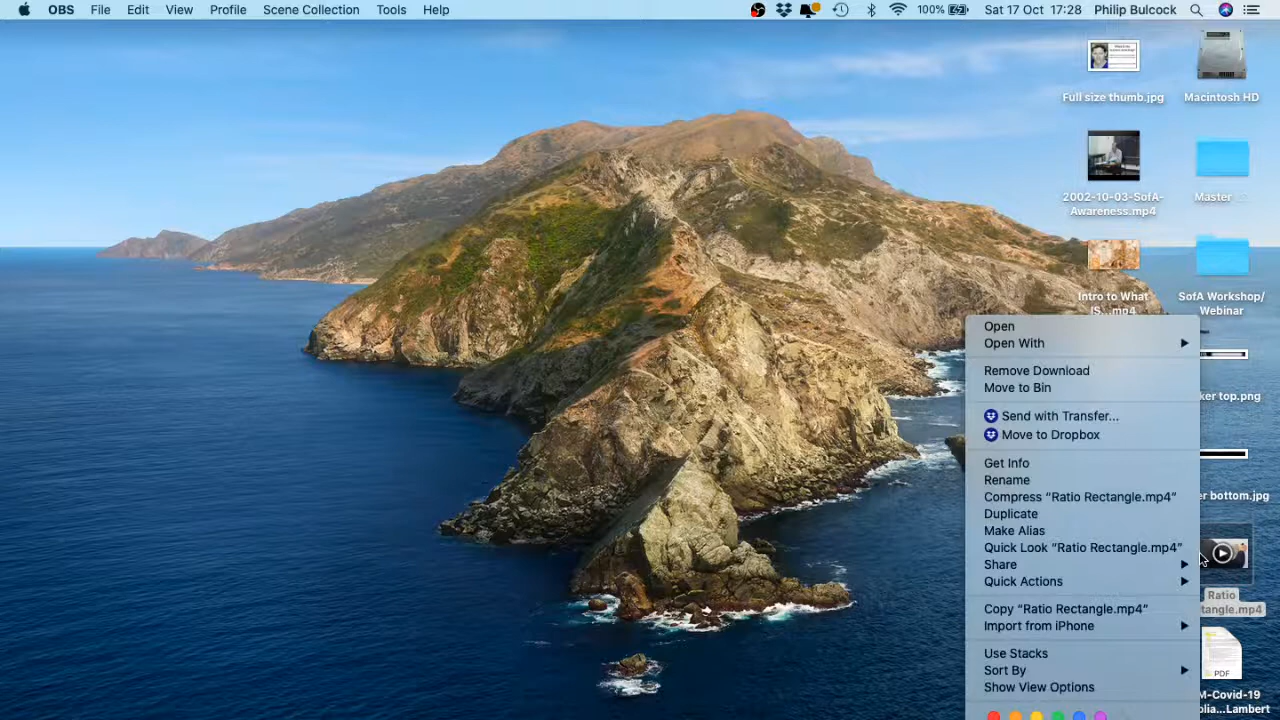 OBS File Edit View Profile Scene Collection Tools Help 100% Sat 17 Oct 17:28 Philip Bulcock
Full size thumb.jpg
Macintosh HD
2002-10-03-SofA-
Awareness.mp4
Master
Intro to What
IS....mp4
SofA Workshop/
Webinar
Open
Open With
Remove Download
Move to Bin
Send with Transfer...
Move to Dropbox
Get Info
Rename
Compress “Ratio Rectangle.mp4”
Duplicate
Make Alias
Quick Look “Ratio Rectangle.mp4”
Share
Quick Actions
Copy “Ratio Rectangle.mp4”
Import from iPhone
Use Stacks
Sort By
Show View Options
ker top.png
er bottom.jpg
Ratio
tangle.mp4
PDF
M-Covid-19
plia...Lambert